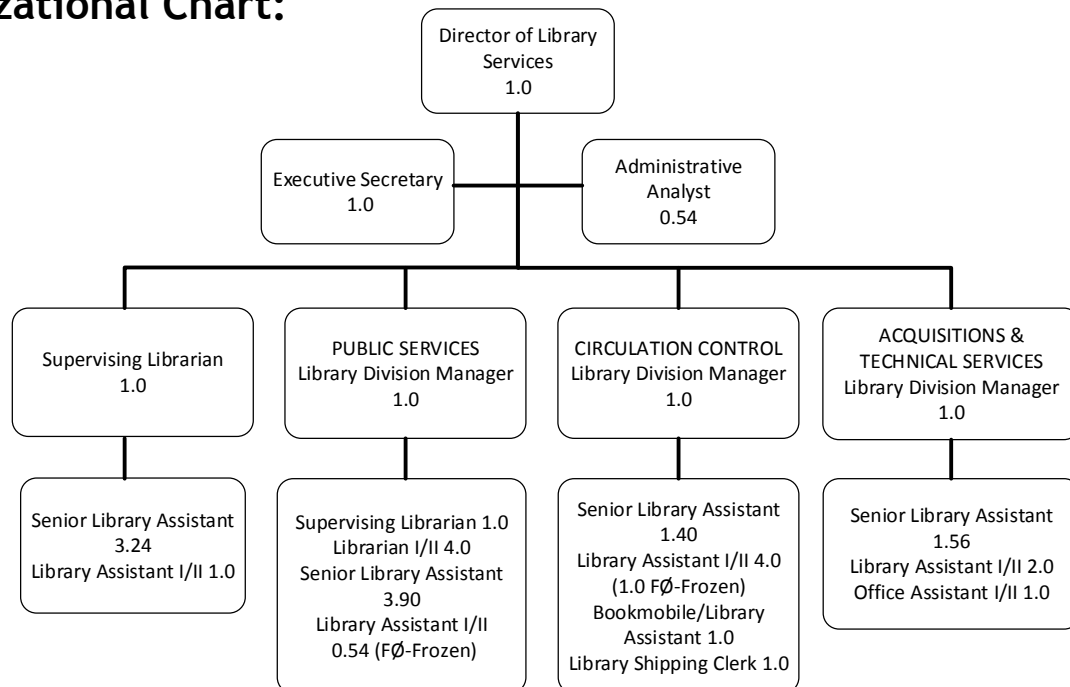 zational Chart:
Director of Library
Services
1.0
Executive Secretary
1.0
Administrative
Analyst
0.54
Supervising Librarian
1.0
PUBLIC SERVICES
Library Division Manager
1.0
CIRCULATION CONTROL
Library Division Manager
1.0
ACQUISITIONS &
TECHNICAL SERVICES
Library Division Manager
1.0
Senior Library Assistant
3.24
Library Assistant I/II 1.0
Supervising Librarian 1.0
Librarian I/II 4.0
Senior Library Assistant
3.90
Library Assistant I/II
0.54 (FØ-Frozen)
Senior Library Assistant
1.40
Library Assistant I/II 4.0
(1.0 FØ-Frozen)
Bookmobile/Library
Assistant 1.0
Library Shipping Clerk 1.0
Senior Library Assistant
1.56
Library Assistant I/II 2.0
Office Assistant I/II 1.0